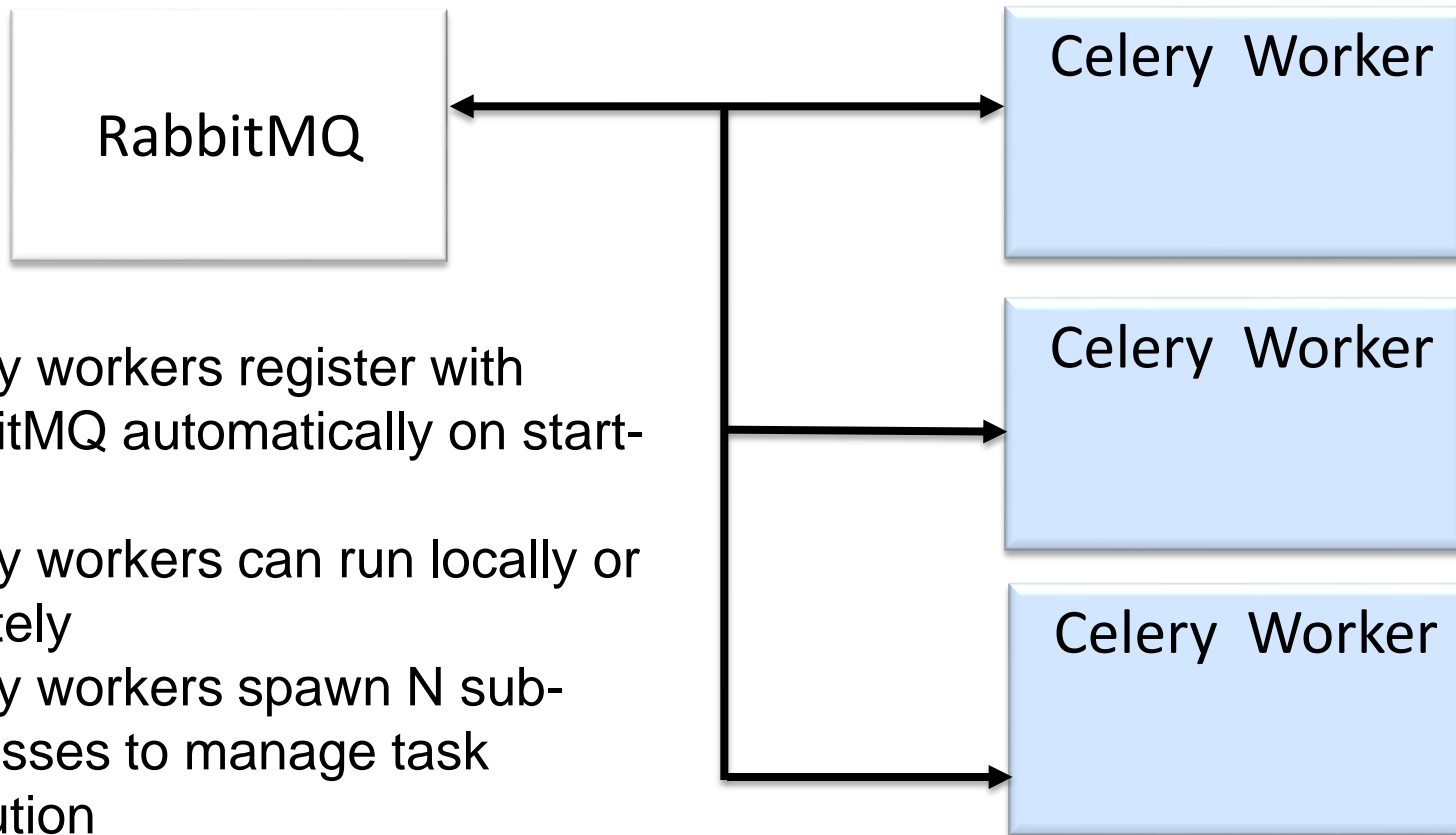 RabbitMQ
Celery Worker
Celery Worker
Celery Worker
y workers register with
itMQ automatically on start-
y workers can run locally or
tely
y workers spawn N sub-
sses to manage task
ution